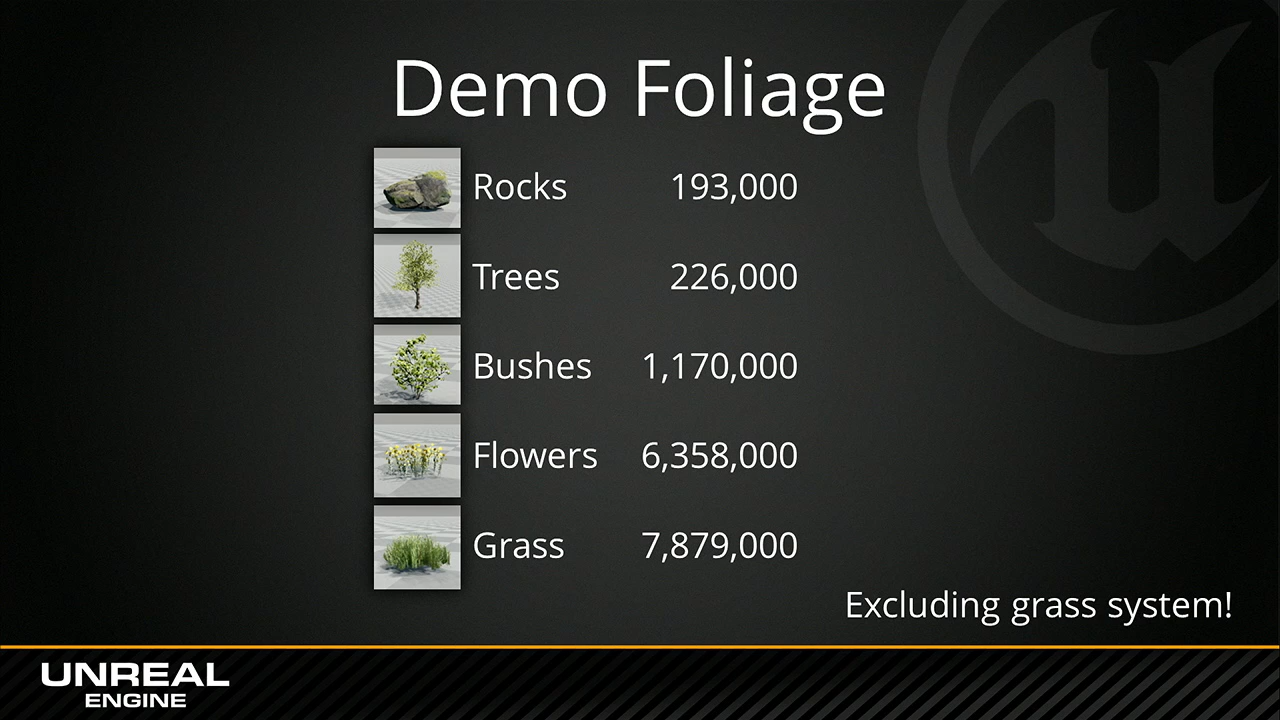 Demo Foliage
Rocks 193,000
Trees 226,000
Bushes 1,170,000
Flowers 6,358,000
Grass 7,879,000
Excluding grass system!
UNREAL
ENGINE